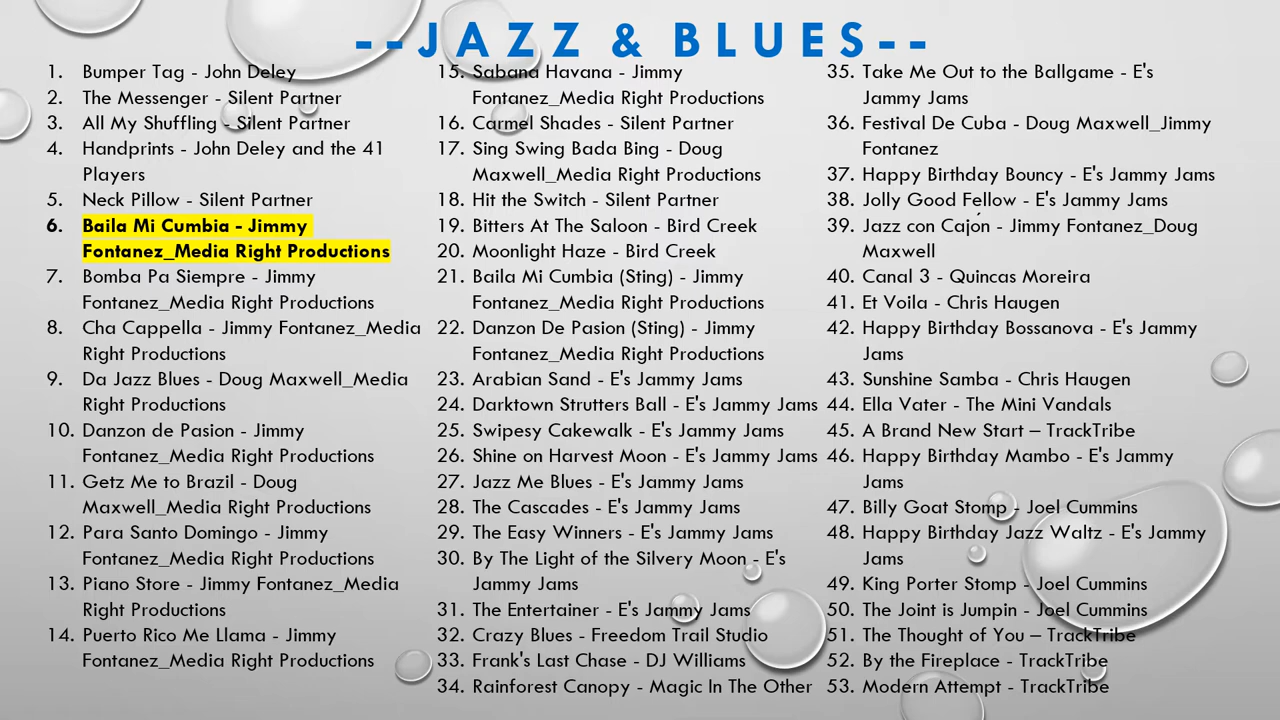 --JAZZ & BLUES--
1. Bumper Tag - John Deley
2. The Messenger - Silent Partner
3. All My Shuffling - Silent Partner
4. Handprints - John Deley and the 41
Players
5. Neck Pillow - Silent Partner
6. Baila Mi Cumbia - Jimmy
Fontanez_Media Right Productions
7. Bomba Pa Siempre - Jimmy
Fontanez_Media Right Productions
8. Cha Cappella - Jimmy Fontanez_Media
Right Productions
9. Da Jazz Blues - Doug Maxwell_Media
Right Productions
10. Danzon de Pasion - Jimmy
Fontanez_Media Right Productions
11. Getz Me to Brazil - Doug
Maxwell_Media Right Productions
12. Para Santo Domingo - Jimmy
Fontanez_Media Right Productions
13. Piano Store - Jimmy Fontanez_Media
Right Productions
14. Puerto Rico Me Llama - Jimmy
Fontanez_Media Right Productions
15. Sabana Havana - Jimmy
Fontanez_Media Right Productions
16. Carmel Shades - Silent Partner
17. Sing Swing Bada Bing - Doug
Maxwell_Media Right Productions
18. Hit the Switch - Silent Partner
19. Bitters At The Saloon - Bird Creek
20. Moonlight Haze - Bird Creek
21. Baila Mi Cumbia (Sting) - Jimmy
Fontanez_Media Right Productions
22. Danzon De Pasion (Sting) - Jimmy
Fontanez_Media Right Productions
23. Arabian Sand - E's Jammy Jams
24. Darktown Strutters Ball - E's Jammy Jams
25. Swipesy Cakewalk - E's Jammy Jams
26. Shine on Harvest Moon - E's Jammy Jams
27. Jazz Me Blues - E's Jammy Jams
28. The Cascades - E's Jammy Jams
29. The Easy Winners - E's Jammy Jams
30. By The Light of the Silvery Moon - E's
Jammy Jams
31. The Entertainer - E's Jammy Jams
32. Crazy Blues - Freedom Trail Studio
33. Frank's Last Chase - DJ Williams
34. Rainforest Canopy - Magic In The Other
35. Take Me Out to the Ballgame - E's
Jammy Jams
36. Festival De Cuba - Doug Maxwell_Jimmy
Fontanez
37. Happy Birthday Bouncy - E's Jammy Jams
38. Jolly Good Fellow - E's Jammy Jams
39. Jazz con Cajón - Jimmy Fontanez_Doug
Maxwell
40. Canal 3 - Quincas Moreira
41. Et Voila - Chris Haugen
42. Happy Birthday Bossanova - E's Jammy
Jams
43. Sunshine Samba - Chris Haugen
44. Ella Vater - The Mini Vandals
45. A Brand New Start – TrackTribe
46. Happy Birthday Mambo - E's Jammy
Jams
47. Billy Goat Stomp - Joel Cummins
48. Happy Birthday Jazz Waltz - E's Jammy
Jams
49. King Porter Stomp - Joel Cummins
50. The Joint is Jumpin - Joel Cummins
51. The Thought of You – TrackTribe
52. By the Fireplace - TrackTribe
53. Modern Attempt - TrackTribe